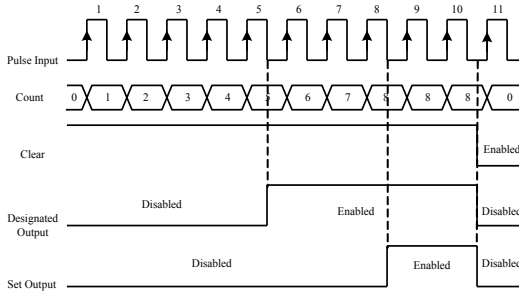 1 2 3 4 5 6 7 8 9 10 11
Pulse Input
Count 0 1 2 3 4 5 6 7 8 8 8 0
Clear Enabled
Designated Output Disabled Enabled Disabled
Set Output Disabled Enabled Disabled